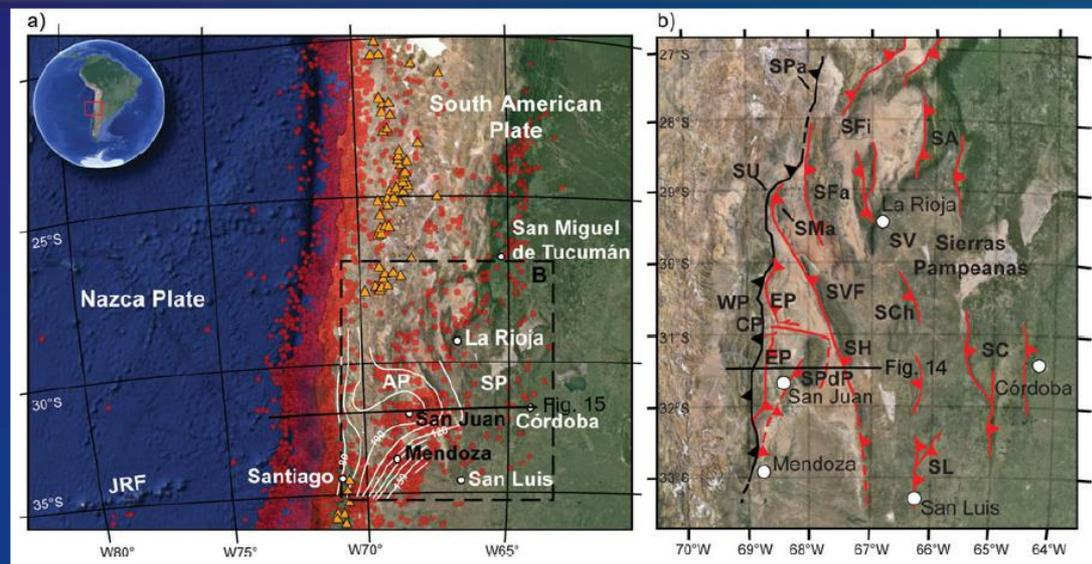 a)
South American
Plate
25°S
San Miguel
de Tucumán
B
Nazca Plate
La Rioja
AP
SP
30°S
Fig. 15
San Juan
Córdoba
100
120
Mendoza
90
Santiago
San Luis
JRF
35°S
W80°
W75°
W70°
W65°
b)
27°S
SPa
28°S
SFi
SA
SU
29°S
SFa
La Rioja
SMa
SV
Sierras
Pampeanas
30°S
WP
EP
SVF
SCh
31°S
CP
SH
SC
EP
Fig. 14
SPdP
Córdoba
San Juan
32°S
33°S
Mendoza
SL
San Luis
70°W
69°W
68°W
67°W
66°W
65°W
64°W